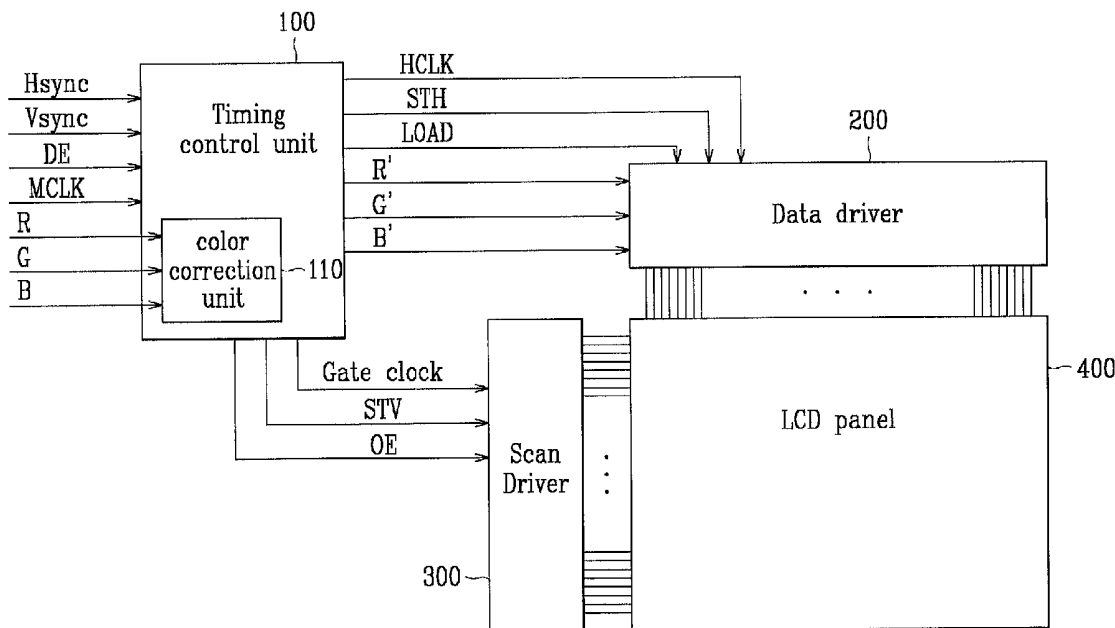 100
Hsync
Vsync
DE
MCLK
R
G
B
Timing
control unit
color
correction
unit
110
HCLK
STH
LOAD
R'
G'
B'
200
Data driver
. . .
Gate clock
STV
OE
Scan
Driver
300
LCD panel
400